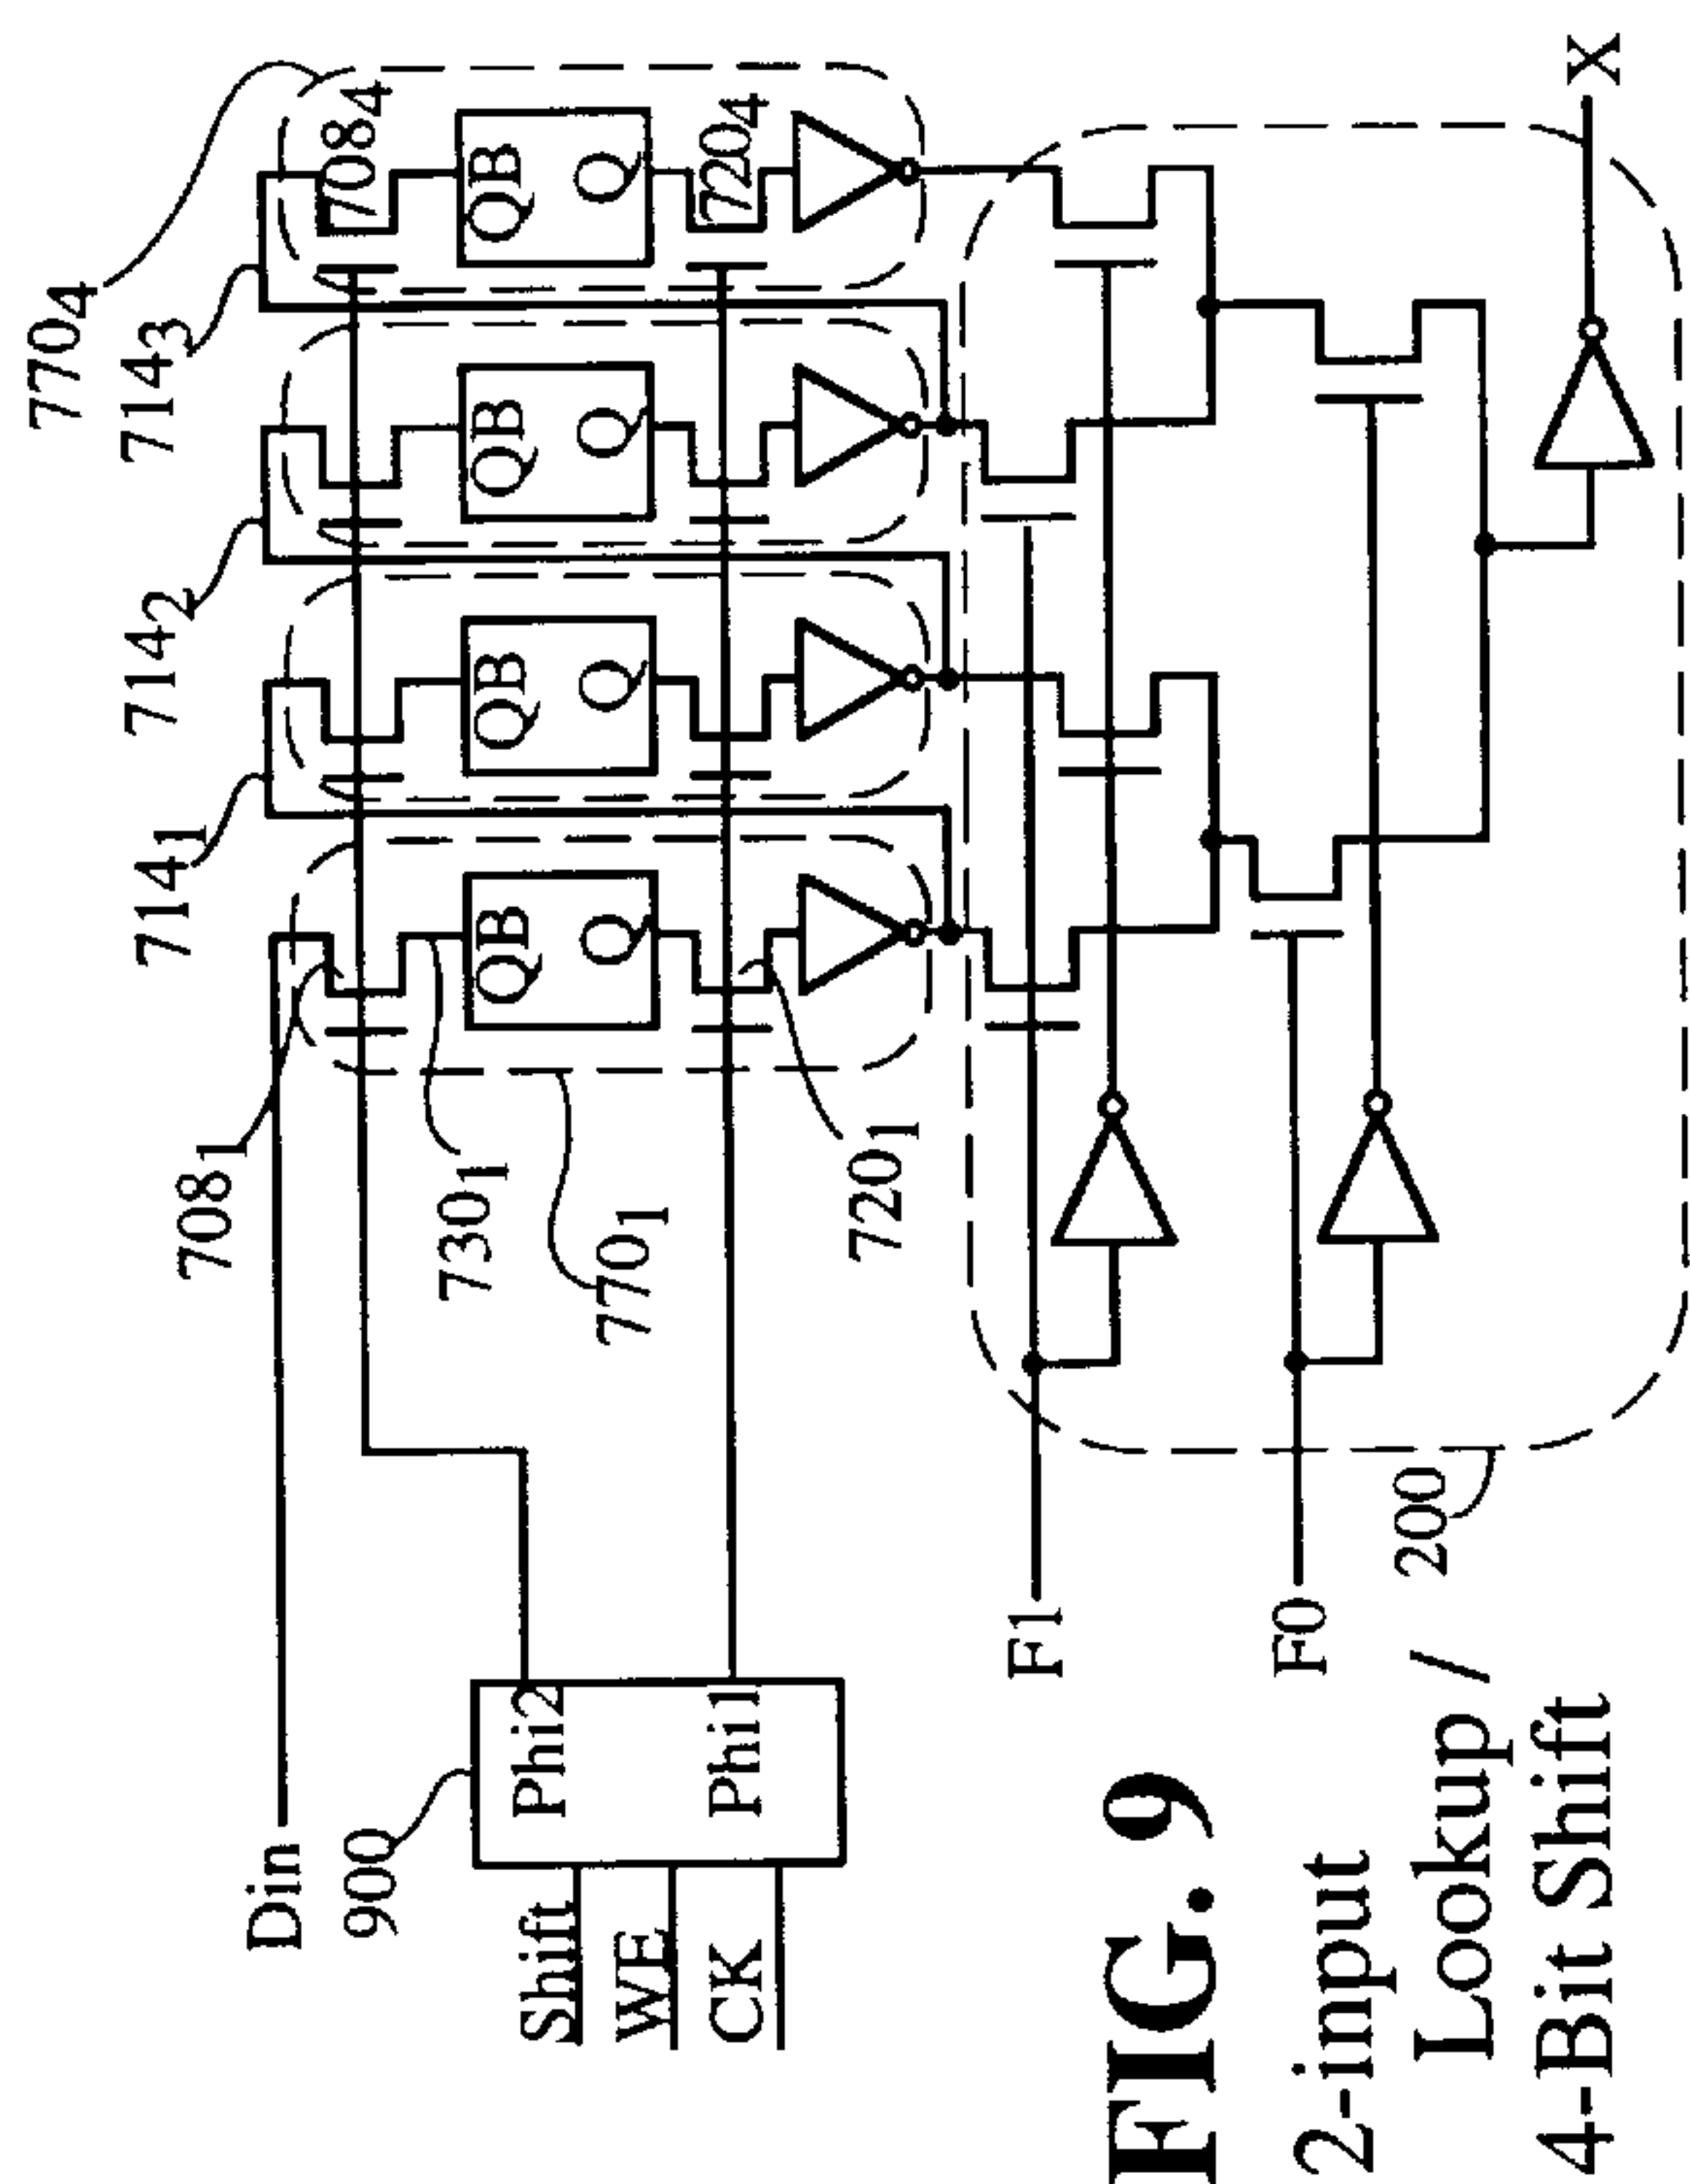 Din
900
Shift
WE
CK
Phi2
Phi1
708₁
730₁
770₁
720₁
714₁
714₂
714₃
770₄
708₄
720₄
QB
Q
QB
Q
QB
Q
QB
Q
F1
F0
200
X
FIG. 9
2-input
Lookup /
4-Bit Shift